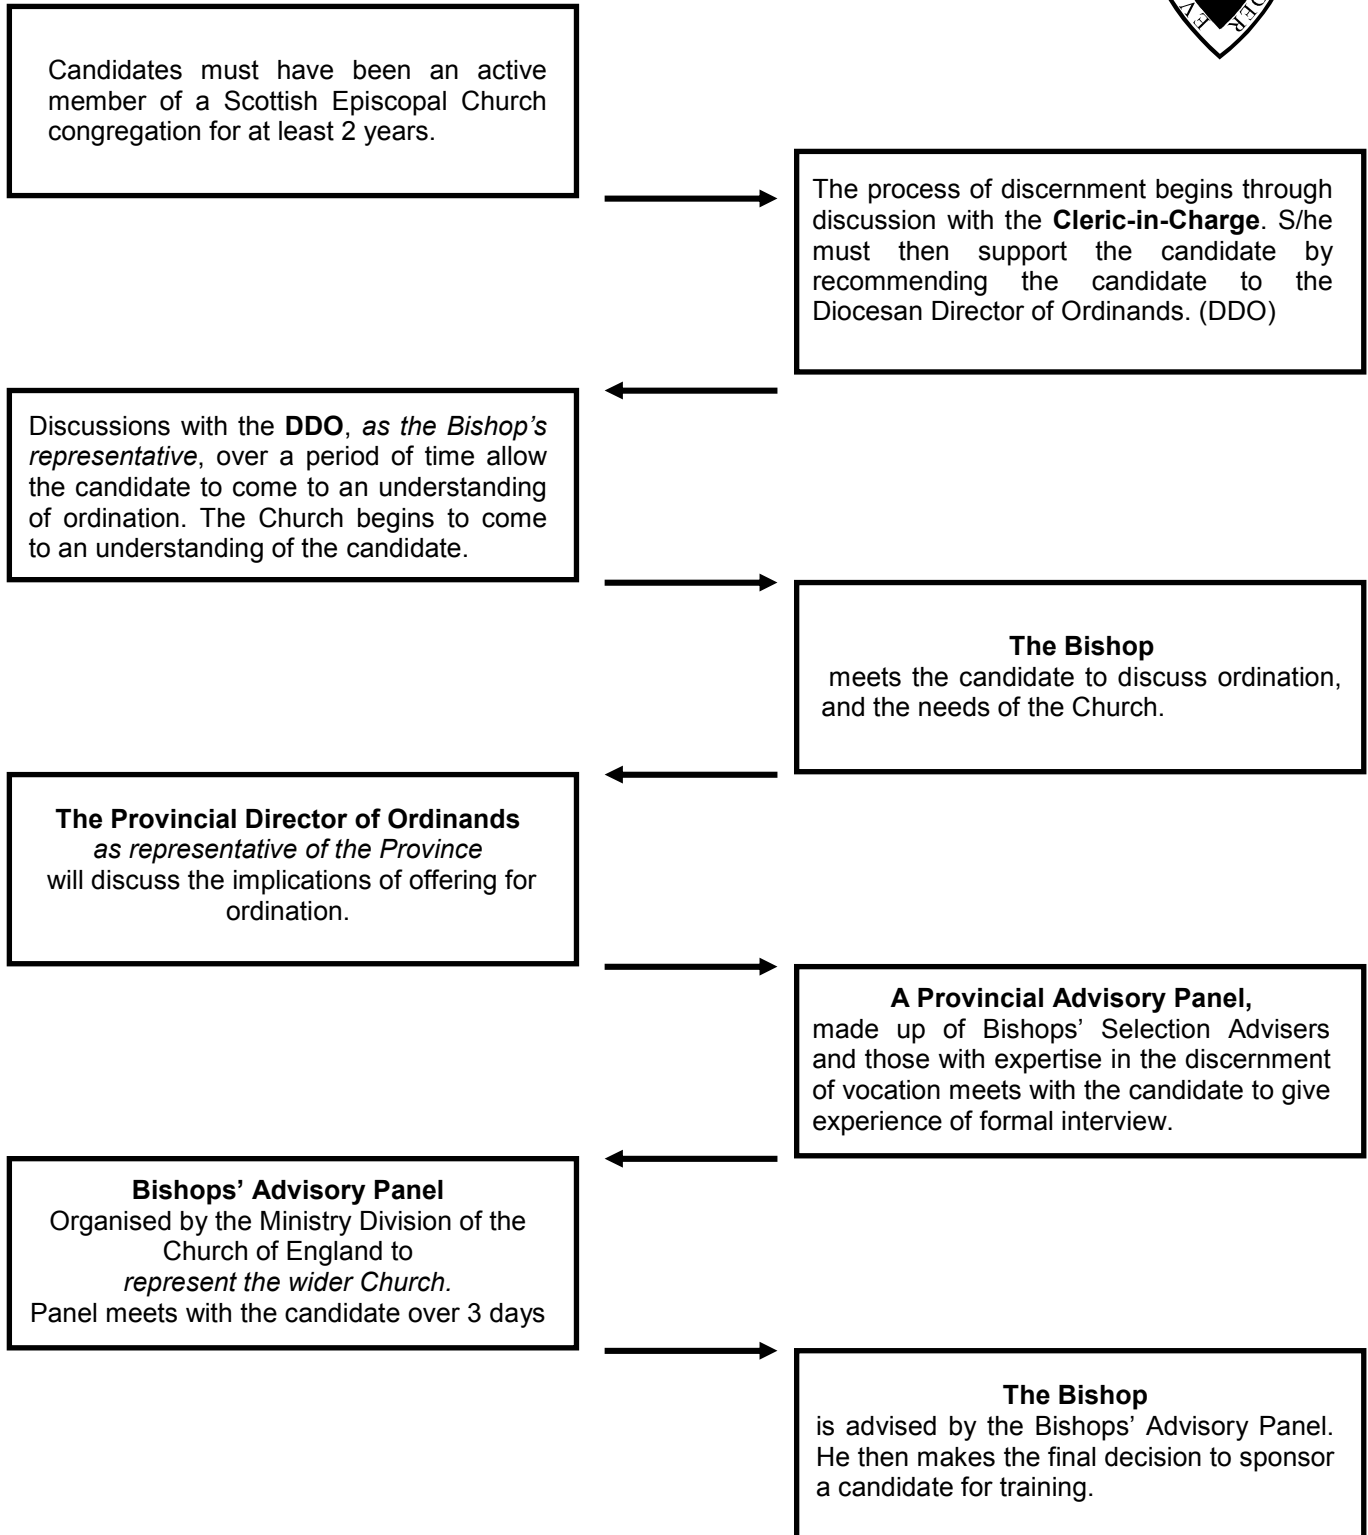 Candidates must have been an active
member of a Scottish Episcopal Church
congregation for at least 2 years.
The process of discernment begins through
discussion with the Cleric-in-Charge. S/he
must then support the candidate by
recommending the candidate to the
Diocesan Director of Ordinands. (DDO)
Discussions with the DDO, as the Bishop’s
representative, over a period of time allow
the candidate to come to an understanding
of ordination. The Church begins to come
to an understanding of the candidate.
The Bishop
meets the candidate to discuss ordination,
and the needs of the Church.
The Provincial Director of Ordinands
as representative of the Province
will discuss the implications of offering for
ordination.
A Provincial Advisory Panel,
made up of Bishops’ Selection Advisers
and those with expertise in the discernment
of vocation meets with the candidate to give
experience of formal interview.
Bishops’ Advisory Panel
Organised by the Ministry Division of the
Church of England to
represent the wider Church.
Panel meets with the candidate over 3 days
The Bishop
is advised by the Bishops’ Advisory Panel.
He then makes the final decision to sponsor
a candidate for training.